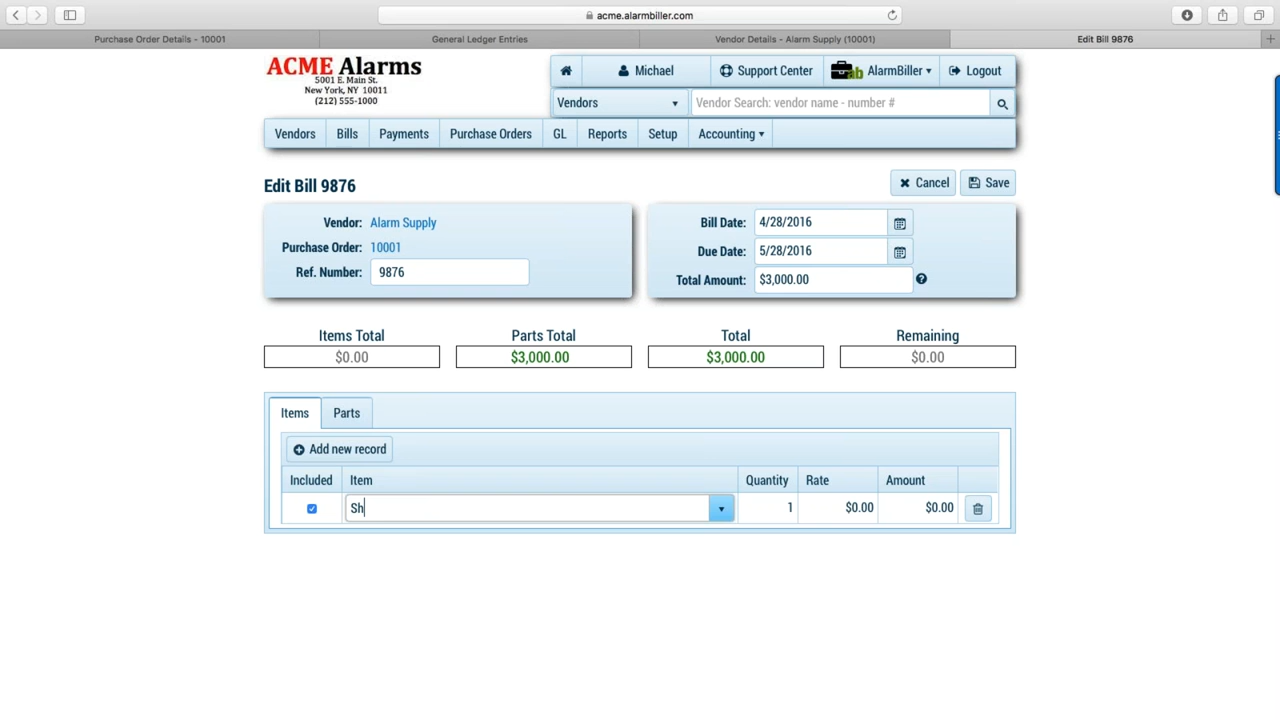 acme.alarmbiller.com
Purchase Order Details - 10001
General Ledger Entries
Vendor Details - Alarm Supply (10001)
Edit Bill 9876
ACME Alarms
5001 E. Main St.
New York, NY 10011
(212) 555-1000
Michael
Support Center
ab AlarmBiller
Logout
Vendors
Vendor Search: vendor name - number #
Vendors Bills Payments Purchase Orders GL Reports Setup Accounting
Edit Bill 9876
Cancel
Save
Vendor: Alarm Supply
Purchase Order: 10001
Ref. Number: 9876
Bill Date: 4/28/2016
Due Date: 5/28/2016
Total Amount: $3,000.00
Items Total Parts Total Total Remaining
$0.00 $3,000.00 $3,000.00 $0.00
Items Parts
Add new record
Included Item Quantity Rate Amount
Sh 1 $0.00 $0.00